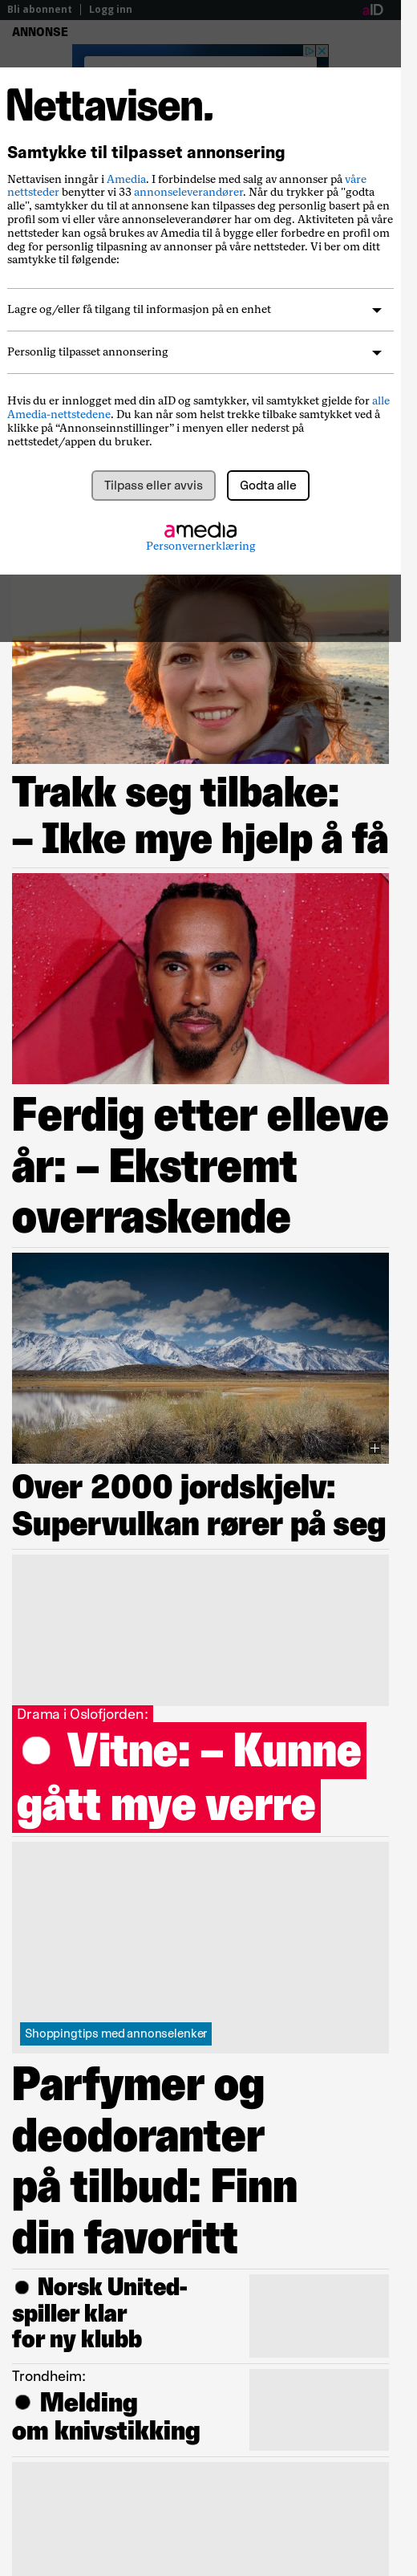 Bli abonnent | Logg inn
aID
ANNONSE
Nettavisen.
Samtykke til tilpasset annonsering
Nettavisen inngår i Amedia. I forbindelse med salg av annonser på våre
nettsteder benytter vi 33 annonseleverandører. Når du trykker på "godta
alle", samtykker du til at annonsene kan tilpasses deg personlig basert på en
profil som vi eller våre annonseleverandører har om deg. Aktiviteten på våre
nettsteder kan også brukes av Amedia til å bygge eller forbedre en profil om
deg for personlig tilpasning av annonser på våre nettsteder. Vi ber om ditt
samtykke til følgende:
Lagre og/eller få tilgang til informasjon på en enhet
Personlig tilpasset annonsering
Hvis du er innlogget med din aID og samtykker, vil samtykket gjelde for alle
Amedia-nettstedene. Du kan når som helst trekke tilbake samtykket ved å
klikke på “Annonseinnstillinger” i menyen eller nederst på
nettstedet/appen du bruker.
Tilpass eller avvis
Godta alle
amedia
Personvernerklæring
Trakk seg tilbake:
– Ikke mye hjelp å få
Ferdig etter elleve
år: – Ekstremt
overraskende
Over 2000 jordskjelv:
Supervulkan rører på seg
Drama i Oslofjorden:
Vitne: – Kunne
gått mye verre
Shoppingtips med annonselenker
Parfymer og
deodoranter
på tilbud: Finn
din favoritt
Norsk United-
spiller klar
for ny klubb
Trondheim:
Melding
om knivstikking